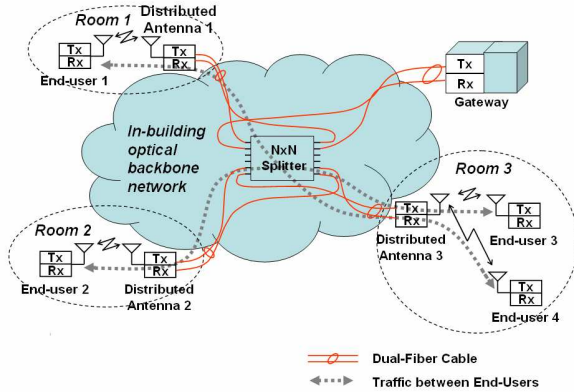 Room 1
Distributed
Antenna 1
Tx
Rx
Tx
Rx
End-user 1
Tx
Rx
Gateway
In-building
optical
backbone
network
NxN
Splitter
Room 3
Tx
Rx
Distributed
Antenna 3
Tx
Rx
End-user 3
Tx
Rx
End-user 4
Room 2
Tx
Rx
End-user 2
Tx
Rx
Distributed
Antenna 2
Dual-Fiber Cable
Traffic between End-Users